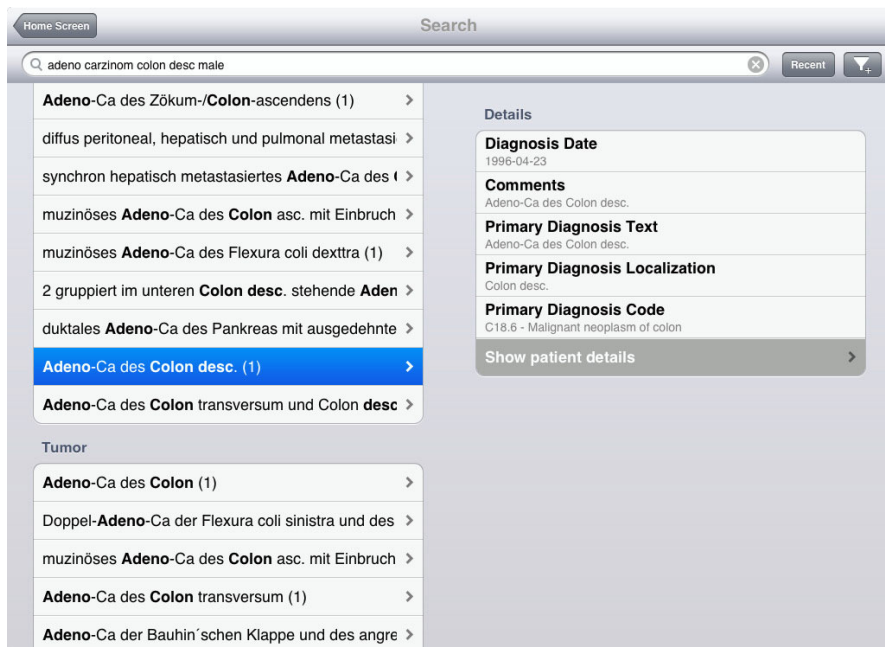 Home Screen
Search
adeno carzinom colon desc male
Recent
Adeno-Ca des Zökum-/Colon-ascendens (1)
diffus peritoneal, hepatisch und pulmonal metastasi
synchron hepatisch metastasiertes Adeno-Ca des
muzinöses Adeno-Ca des Colon asc. mit Einbruch
muzinöses Adeno-Ca des Flexura coli dexttra (1)
2 gruppiert im unteren Colon desc. stehende Aden
duktales Adeno-Ca des Pankreas mit ausgedehnte
Adeno-Ca des Colon desc. (1)
Adeno-Ca des Colon transversum und Colon desc
Tumor
Adeno-Ca des Colon (1)
Doppel-Adeno-Ca der Flexura coli sinistra und des
muzinöses Adeno-Ca des Colon asc. mit Einbruch
Adeno-Ca des Colon transversum (1)
Adeno-Ca der Bauhin´schen Klappe und des angre
Details
Diagnosis Date
1996-04-23
Comments
Adeno-Ca des Colon desc.
Primary Diagnosis Text
Adeno-Ca des Colon desc.
Primary Diagnosis Localization
Colon desc.
Primary Diagnosis Code
C18.6 - Malignant neoplasm of colon
Show patient details